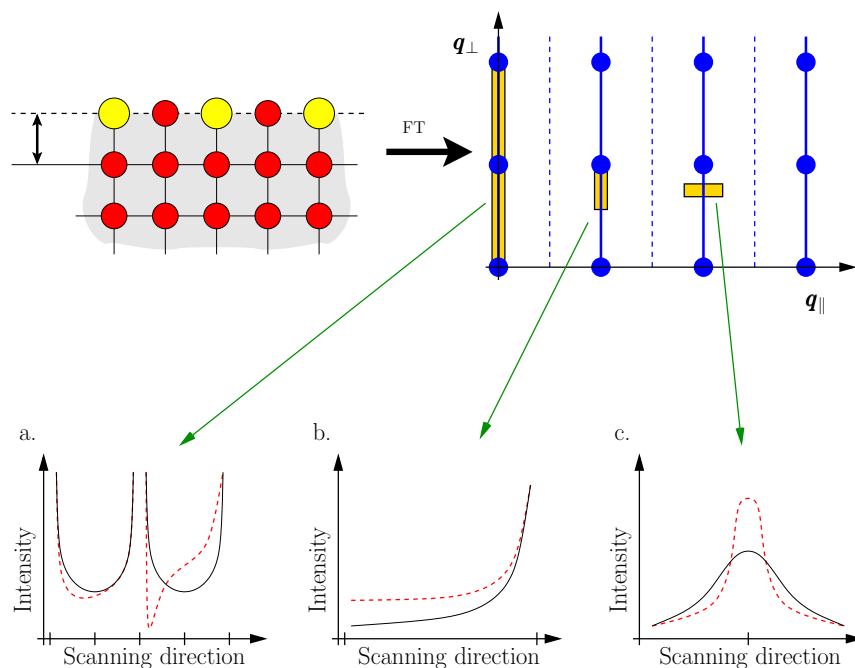 q⊥
FT
q∥
a.
b.
c.
Intensity
Intensity
Intensity
Scanning direction
Scanning direction
Scanning direction